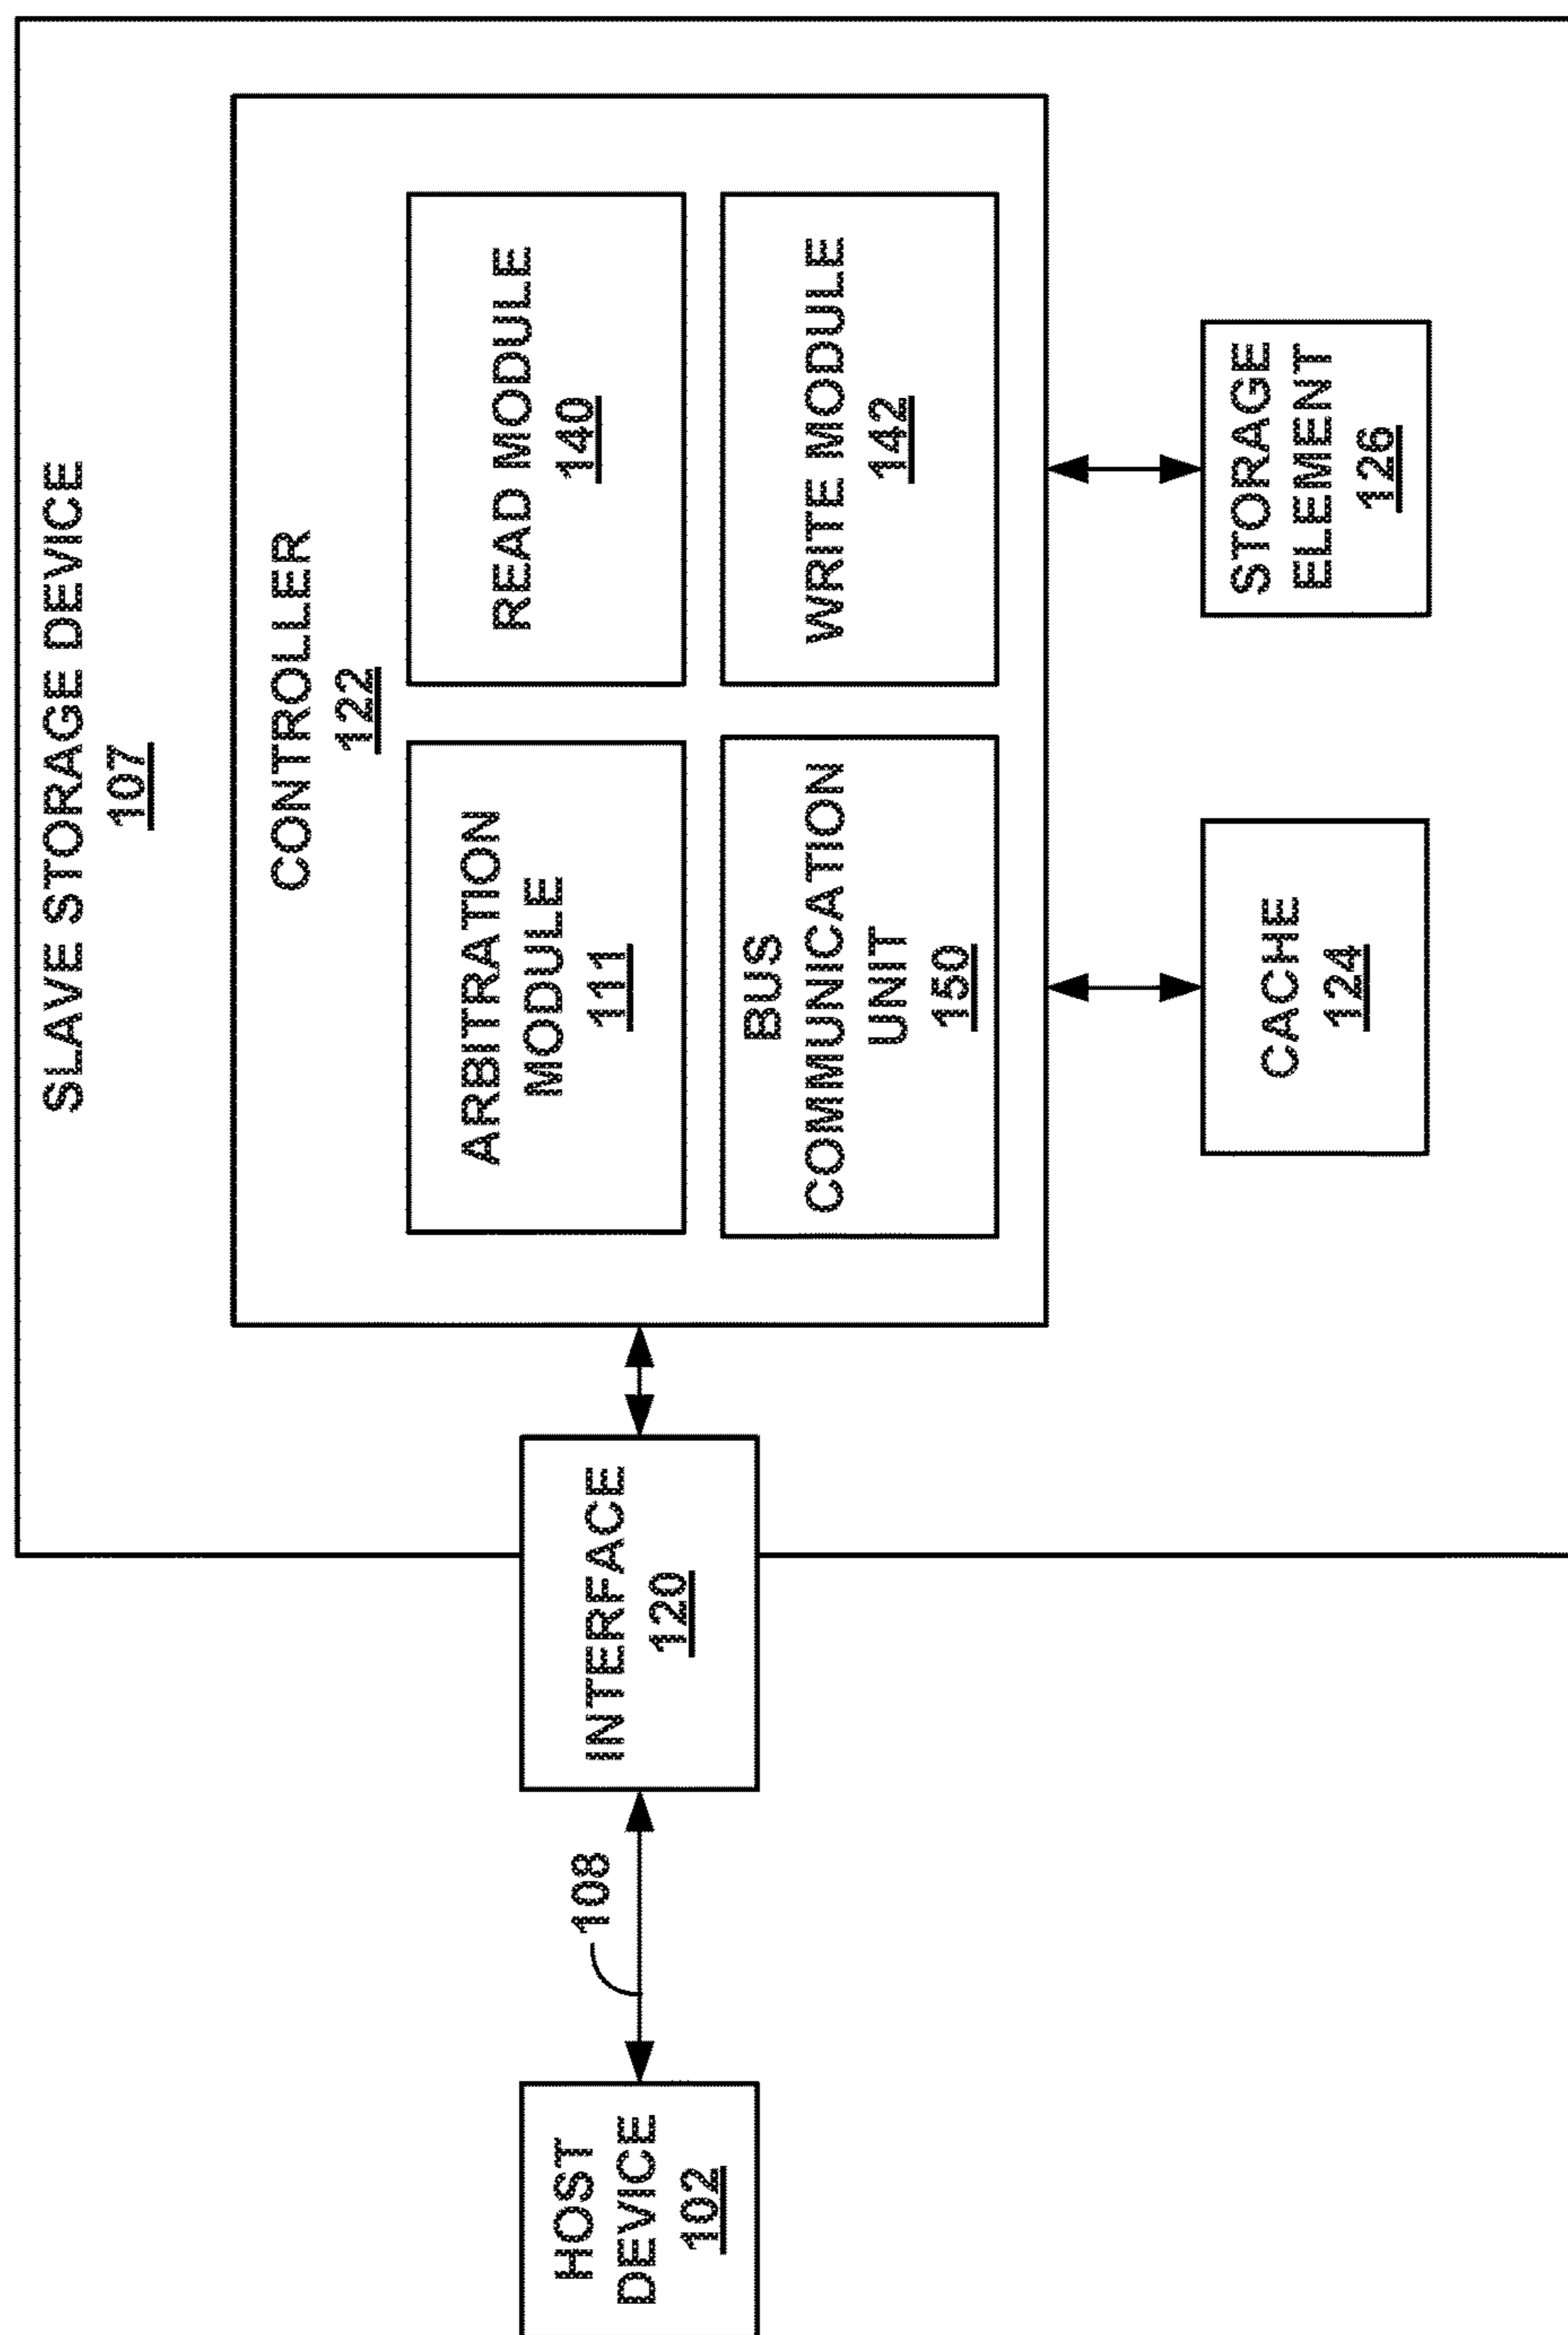 SLAVE STORAGE DEVICE
107
CONTROLLER
122
ARBITRATION
MODULE
111
READ MODULE
140
BUS
COMMUNICATION
UNIT
150
WRITE MODULE
142
HOST
DEVICE
102
108
INTERFACE
120
CACHE
124
STORAGE
ELEMENT
126